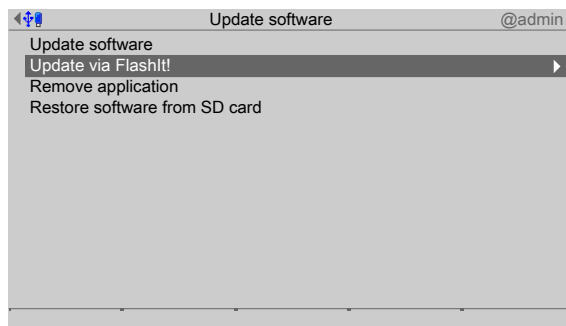 Update software @admin
Update software
Update via FlashIt!
Remove application
Restore software from SD card